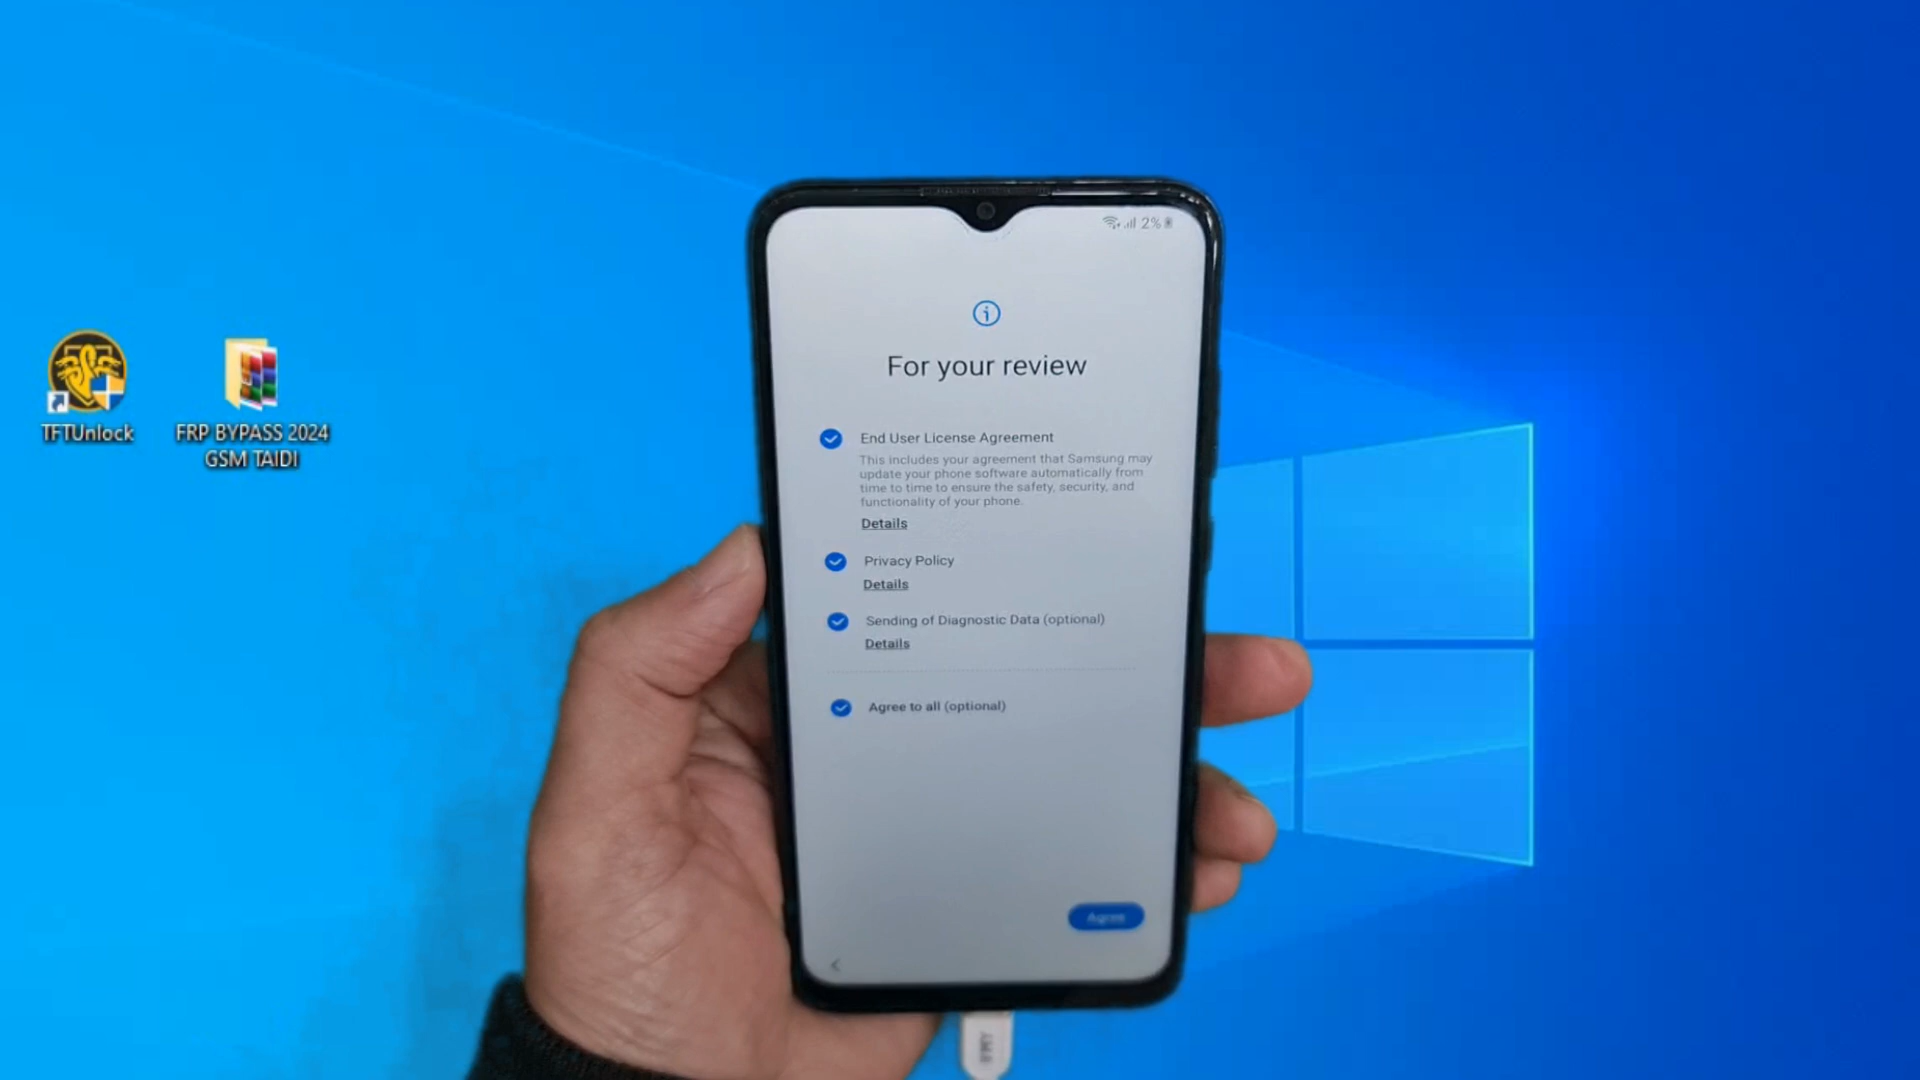 TFTUnlock
FRP BYPASS 2024
GSM TAIDI
2%
For your review
End User License Agreement
This includes your agreement that Samsung may
update your phone software automatically from
time to time to ensure the safety, security, and
functionality of your phone.
Details
Privacy Policy
Details
Sending of Diagnostic Data (optional)
Details
Agree to all (optional)
Agree